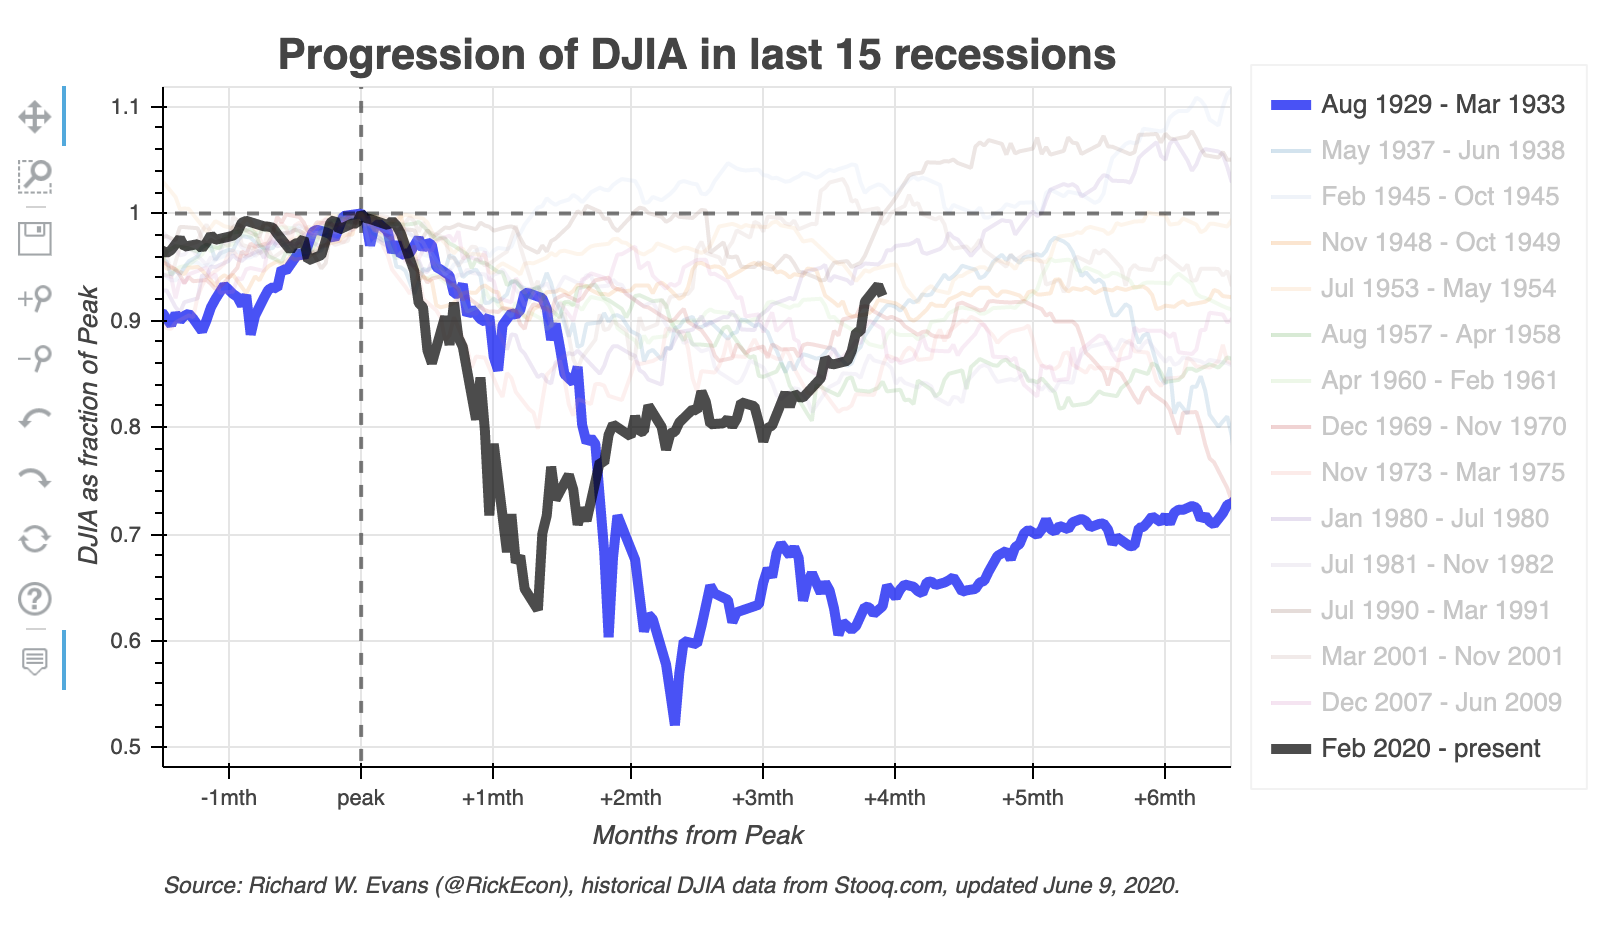 Progression of DJIA in last 15 recessions
1.1
1
0.9
0.8
0.7
0.6
0.5
DJIA as fraction of Peak
-1mth
peak
+1mth
+2mth
+3mth
+4mth
+5mth
+6mth
Months from Peak
Aug 1929 - Mar 1933
May 1937 - Jun 1938
Feb 1945 - Oct 1945
Nov 1948 - Oct 1949
Jul 1953 - May 1954
Aug 1957 - Apr 1958
Apr 1960 - Feb 1961
Dec 1969 - Nov 1970
Nov 1973 - Mar 1975
Jan 1980 - Jul 1980
Jul 1981 - Nov 1982
Jul 1990 - Mar 1991
Mar 2001 - Nov 2001
Dec 2007 - Jun 2009
Feb 2020 - present
Source: Richard W. Evans (@RickEcon), historical DJIA data from Stooq.com, updated June 9, 2020.